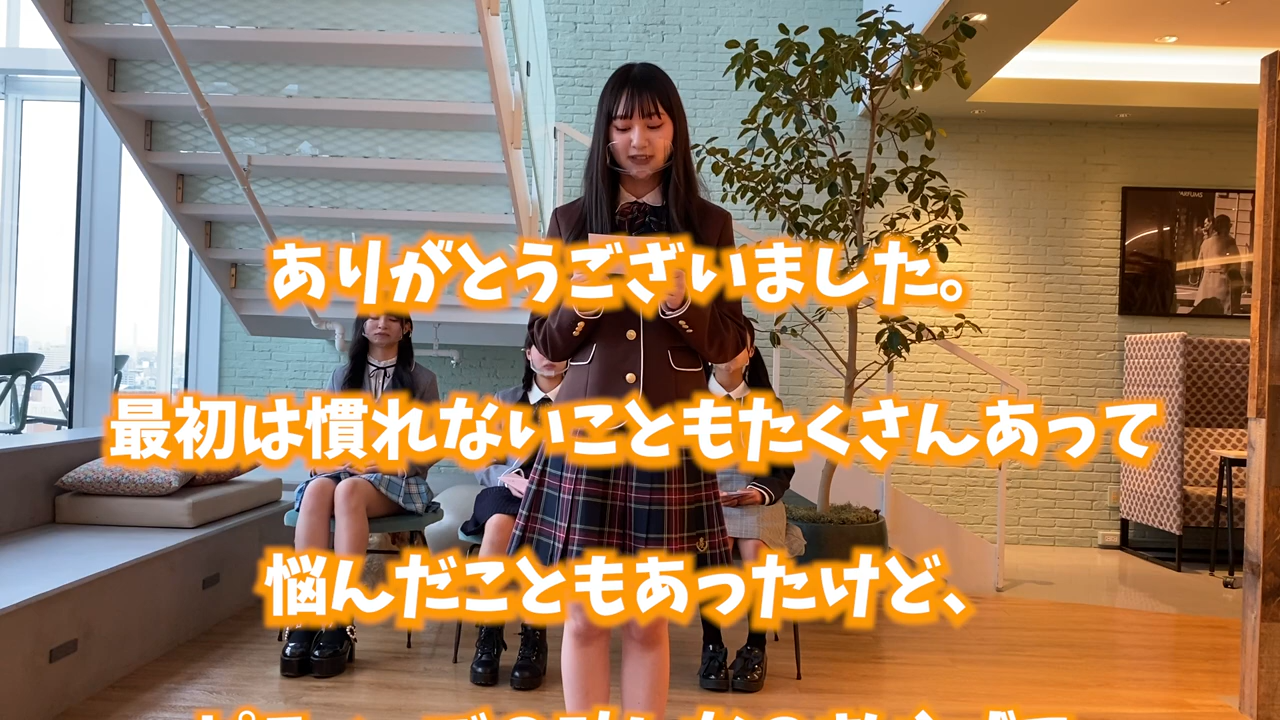 ありがとうございました。
最初は慣れないこともたくさんあって
悩んだこともあったけど、